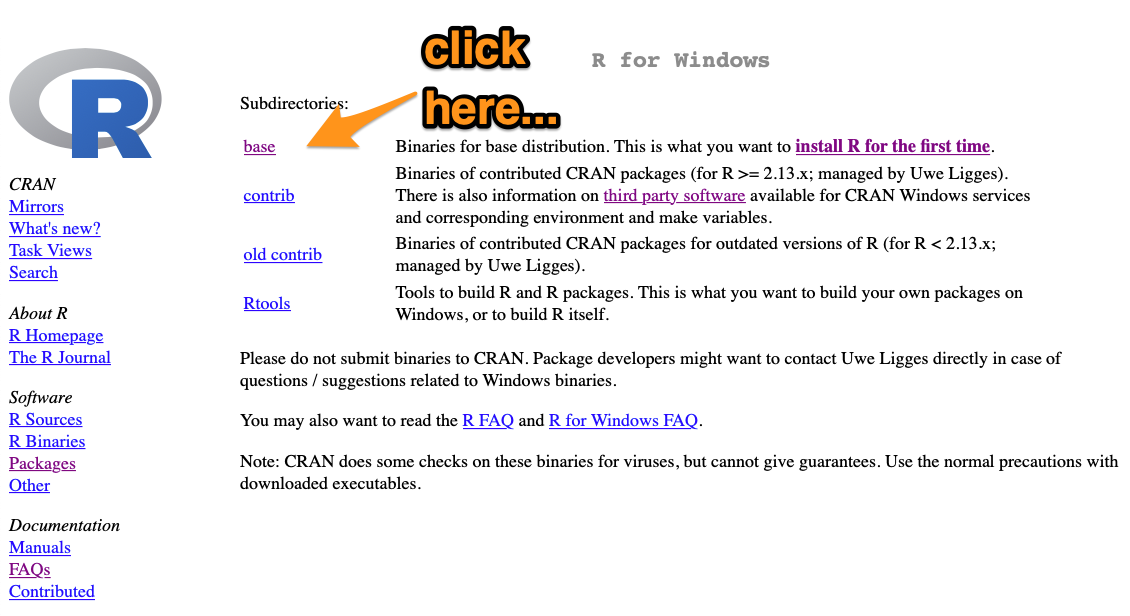 R
click
here...
R for Windows
Subdirectories:
base
Binaries for base distribution. This is what you want to install R for the first time.
contrib
Binaries of contributed CRAN packages (for R >= 2.13.x; managed by Uwe Ligges).
There is also information on third party software available for CRAN Windows services
and corresponding environment and make variables.
old contrib
Binaries of contributed CRAN packages for outdated versions of R (for R < 2.13.x;
managed by Uwe Ligges).
Rtools
Tools to build R and R packages. This is what you want to build your own packages on
Windows, or to build R itself.
Please do not submit binaries to CRAN. Package developers might want to contact Uwe Ligges directly in case of
questions / suggestions related to Windows binaries.
You may also want to read the R FAQ and R for Windows FAQ.
Note: CRAN does some checks on these binaries for viruses, but cannot give guarantees. Use the normal precautions with
downloaded executables.
CRAN
Mirrors
What's new?
Task Views
Search
About R
R Homepage
The R Journal
Software
R Sources
R Binaries
Packages
Other
Documentation
Manuals
FAQs
Contributed